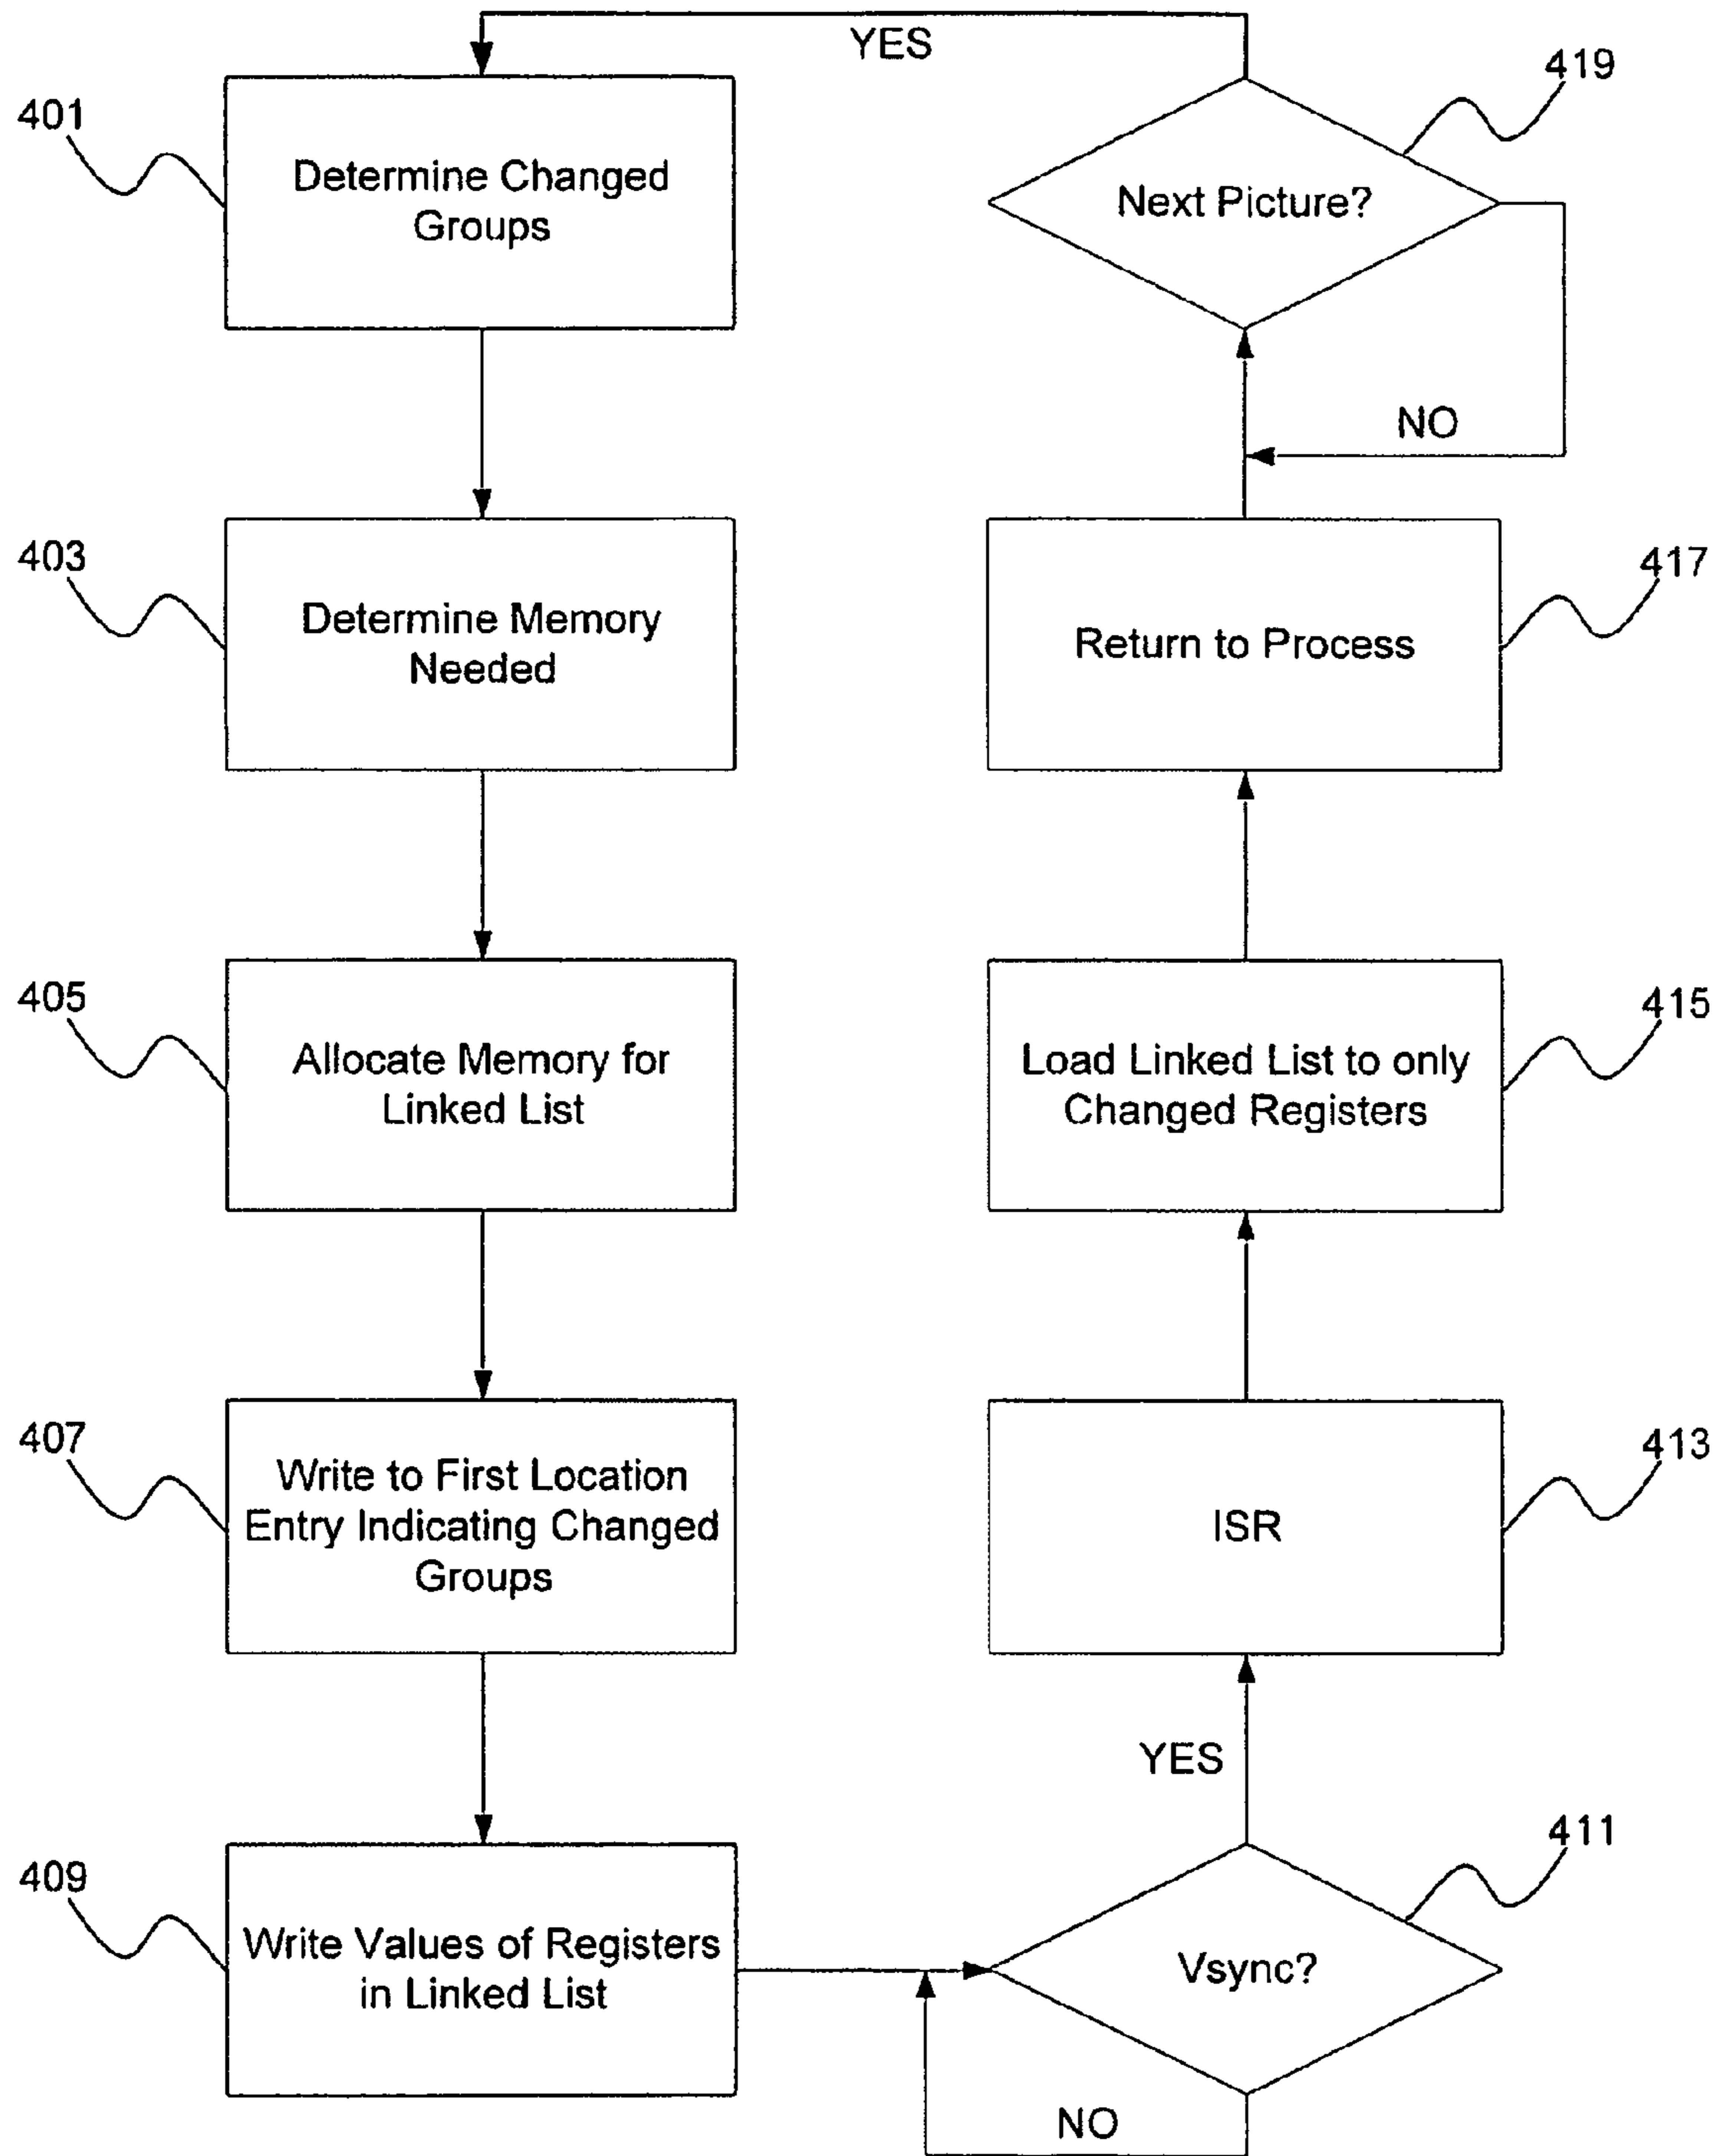 YES
419
401
Determine Changed
Groups
Next Picture?
NO
403
Determine Memory
Needed
417
Return to Process
405
Allocate Memory for
Linked List
415
Load Linked List to only
Changed Registers
407
Write to First Location
Entry Indicating Changed
Groups
413
ISR
YES
411
409
Write Values of Registers
in Linked List
Vsync?
NO